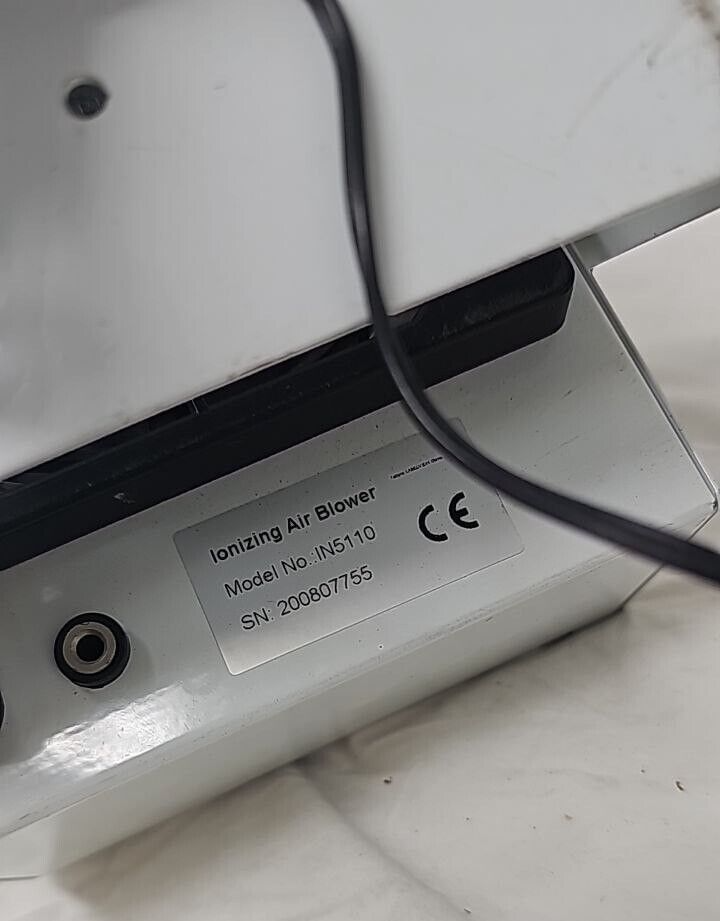 Ionizing Air Blower
Model No.:IN5110
SN: 200807755
CE